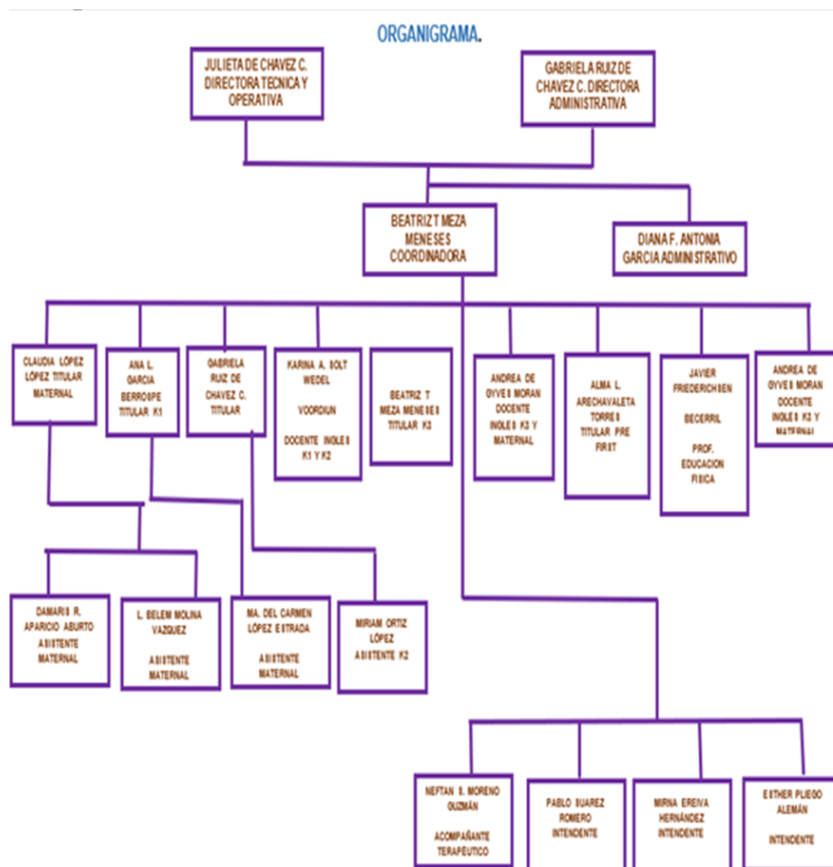 ORGANIGRAMA.
JULIETA DE CHAVEZ C.
DIRECTORA TECNICA Y
OPERATIVA
GABRIELA RUIZ DE
CHAVEZ C. DIRECTORA
ADMINISTRATIVA
BEATRIZ T MEZA
MENESES
COORDINADORA
DIANA F. ANTONIA
GARCIA ADMINISTRATIVO
CLAUDIA LÓPEZ
LÓPEZ TITULAR
MATERNAL
ANA L.
GARCIA
BERROSPE
TITULAR K1
GABRIELA
RUIZ DE
CHAVEZ C.
TITULAR
KARINA A. BOLT
WEDEL
VOORDIUN
DOCENTE INGLES
K1 Y K2
BEATRIZ T
MEZA MENESES
TITULAR K3
ANDREA DE
GYVES MORAN
DOCENTE
INGLES K3 Y
MATERNAL
ALMA L.
ARECHAVALETA
TORRES
TITULAR PRE
FIRST
JAVIER
FRIEDERICHSEN
BECERRIL
PROF.
EDUCACION
FISICA
ANDREA DE
GYVES MORAN
DOCENTE
INGLES K3 Y
MATERNAL
DAMARIS R.
APARICIO ABURTO
ASISTENTE
MATERNAL
L. BELEM MOLINA
VAZQUEZ
ASISTENTE
MATERNAL
MA. DEL CARMEN
LÓPEZ ESTRADA
ASISTENTE
MATERNAL
MIRIAM ORTIZ
LÓPEZ
ASISTENTE K2
NEFTAN S. MORENO
GUZMÁN
ACOMPAÑANTE
TERAPÉUTICO
PABLO SUAREZ
ROMERO
INTENDENTE
MIRNA EREIVA
HERNÁNDEZ
INTENDENTE
ESTHER PLIEGO
ALEMÁN
INTENDENTE